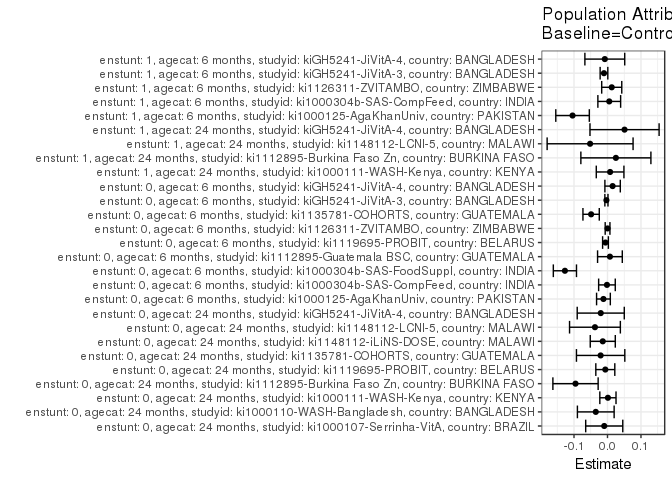 Population Attrib
Baseline=Contro
enstunt: 1, agecat: 6 months, studyid: kiGH5241-JiVitA-4, country: BANGLADESH
enstunt: 1, agecat: 6 months, studyid: kiGH5241-JiVitA-3, country: BANGLADESH
enstunt: 1, agecat: 6 months, studyid: ki1126311-ZVITAMBO, country: ZIMBABWE
enstunt: 1, agecat: 6 months, studyid: ki1000304b-SAS-CompFeed, country: INDIA
enstunt: 1, agecat: 6 months, studyid: ki1000125-AgaKhanUniv, country: PAKISTAN
enstunt: 1, agecat: 24 months, studyid: kiGH5241-JiVitA-4, country: BANGLADESH
enstunt: 1, agecat: 24 months, studyid: ki1148112-LCNI-5, country: MALAWI
enstunt: 1, agecat: 24 months, studyid: ki1112895-Burkina Faso Zn, country: BURKINA FASO
enstunt: 1, agecat: 24 months, studyid: ki1000111-WASH-Kenya, country: KENYA
enstunt: 0, agecat: 6 months, studyid: kiGH5241-JiVitA-4, country: BANGLADESH
enstunt: 0, agecat: 6 months, studyid: kiGH5241-JiVitA-3, country: BANGLADESH
enstunt: 0, agecat: 6 months, studyid: ki1135781-COHORTS, country: GUATEMALA
enstunt: 0, agecat: 6 months, studyid: ki1126311-ZVITAMBO, country: ZIMBABWE
enstunt: 0, agecat: 6 months, studyid: ki1119695-PROBIT, country: BELARUS
enstunt: 0, agecat: 6 months, studyid: ki1112895-Guatemala BSC, country: GUATEMALA
enstunt: 0, agecat: 6 months, studyid: ki1000304b-SAS-FoodSuppl, country: INDIA
enstunt: 0, agecat: 6 months, studyid: ki1000304b-SAS-CompFeed, country: INDIA
enstunt: 0, agecat: 6 months, studyid: ki1000125-AgaKhanUniv, country: PAKISTAN
enstunt: 0, agecat: 24 months, studyid: kiGH5241-JiVitA-4, country: BANGLADESH
enstunt: 0, agecat: 24 months, studyid: ki1148112-LCNI-5, country: MALAWI
enstunt: 0, agecat: 24 months, studyid: ki1148112-iLiNS-DOSE, country: MALAWI
enstunt: 0, agecat: 24 months, studyid: ki1135781-COHORTS, country: GUATEMALA
enstunt: 0, agecat: 24 months, studyid: ki1119695-PROBIT, country: BELARUS
enstunt: 0, agecat: 24 months, studyid: ki1112895-Burkina Faso Zn, country: BURKINA FASO
enstunt: 0, agecat: 24 months, studyid: ki1000111-WASH-Kenya, country: KENYA
enstunt: 0, agecat: 24 months, studyid: ki1000110-WASH-Bangladesh, country: BANGLADESH
enstunt: 0, agecat: 24 months, studyid: ki1000107-Serrinha-VitA, country: BRAZIL
-0.1 0.0 0.1
Estimate